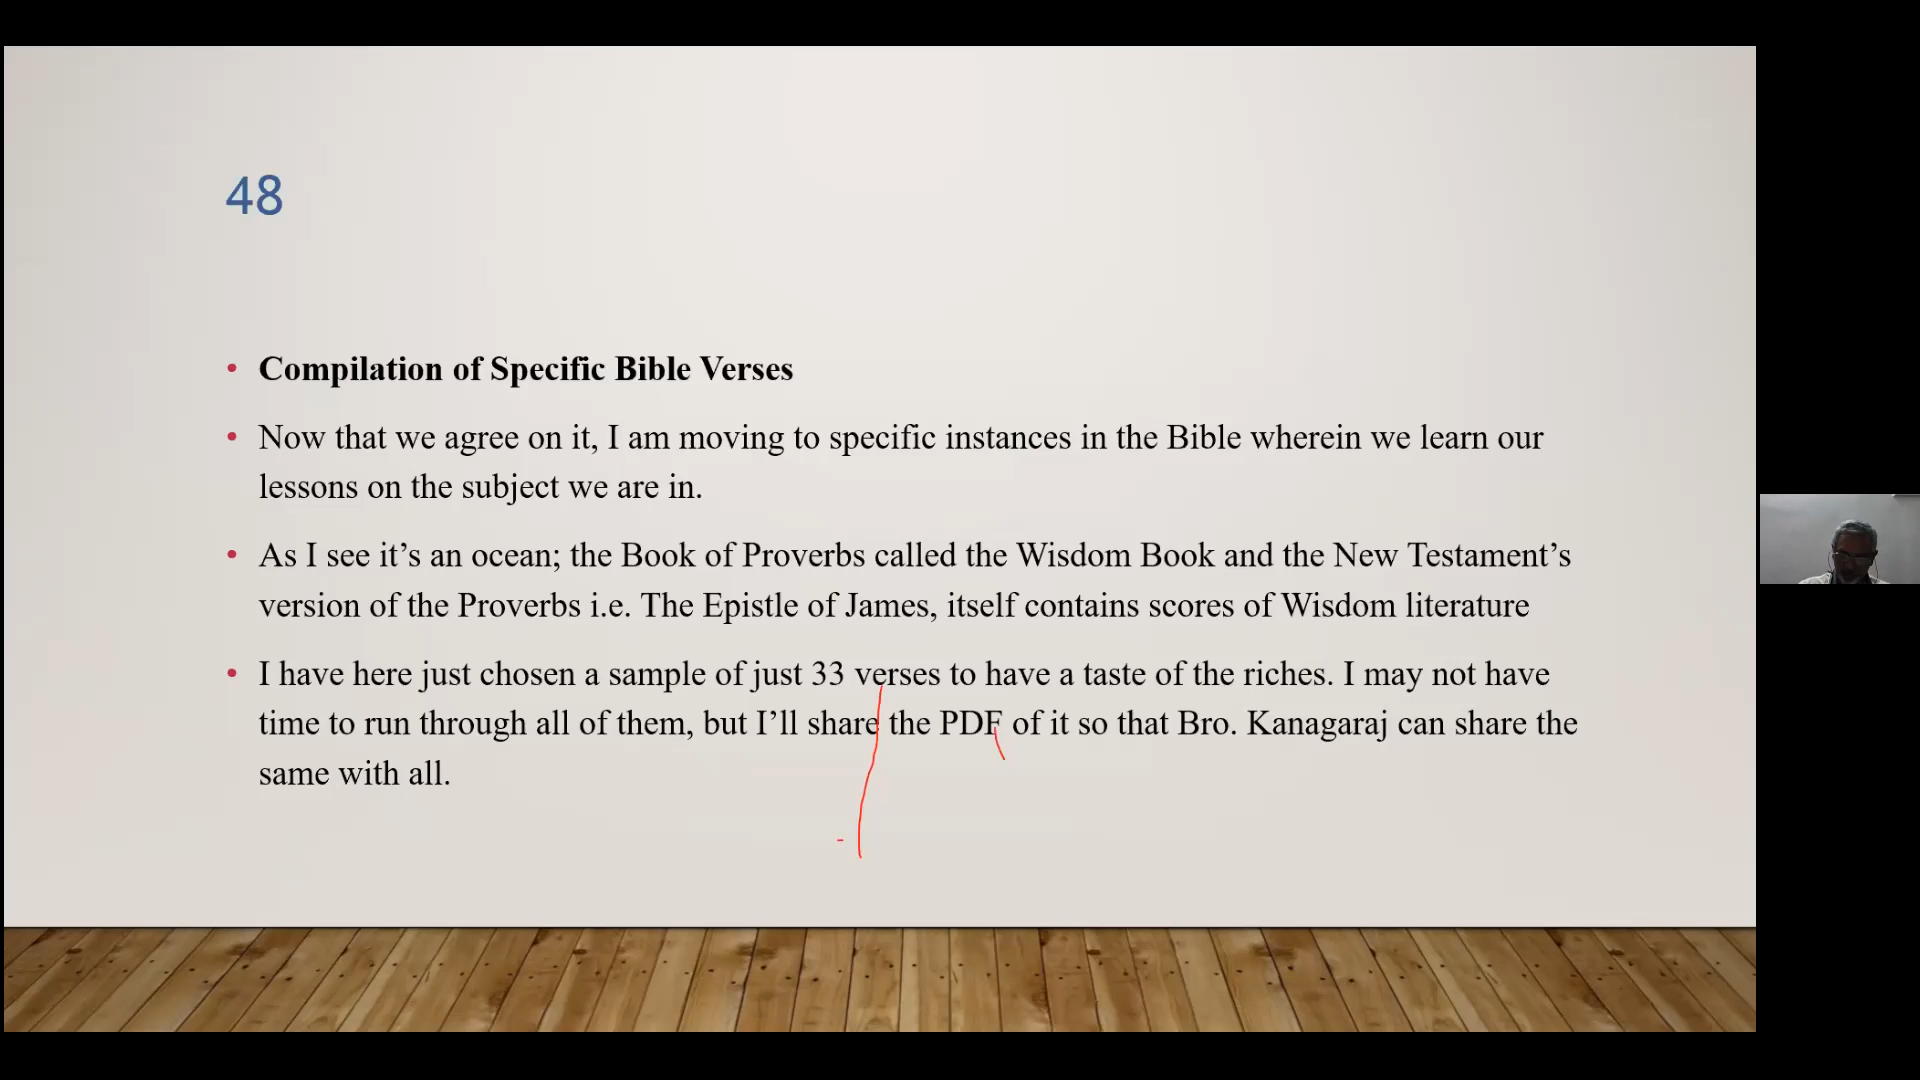 48
• Compilation of Specific Bible Verses
• Now that we agree on it, I am moving to specific instances in the Bible wherein we learn our
lessons on the subject we are in.
• As I see it’s an ocean; the Book of Proverbs called the Wisdom Book and the New Testament’s
version of the Proverbs i.e. The Epistle of James, itself contains scores of Wisdom literature
• I have here just chosen a sample of just 33 verses to have a taste of the riches. I may not have
time to run through all of them, but I’ll share the PDF of it so that Bro. Kanagaraj can share the
same with all.